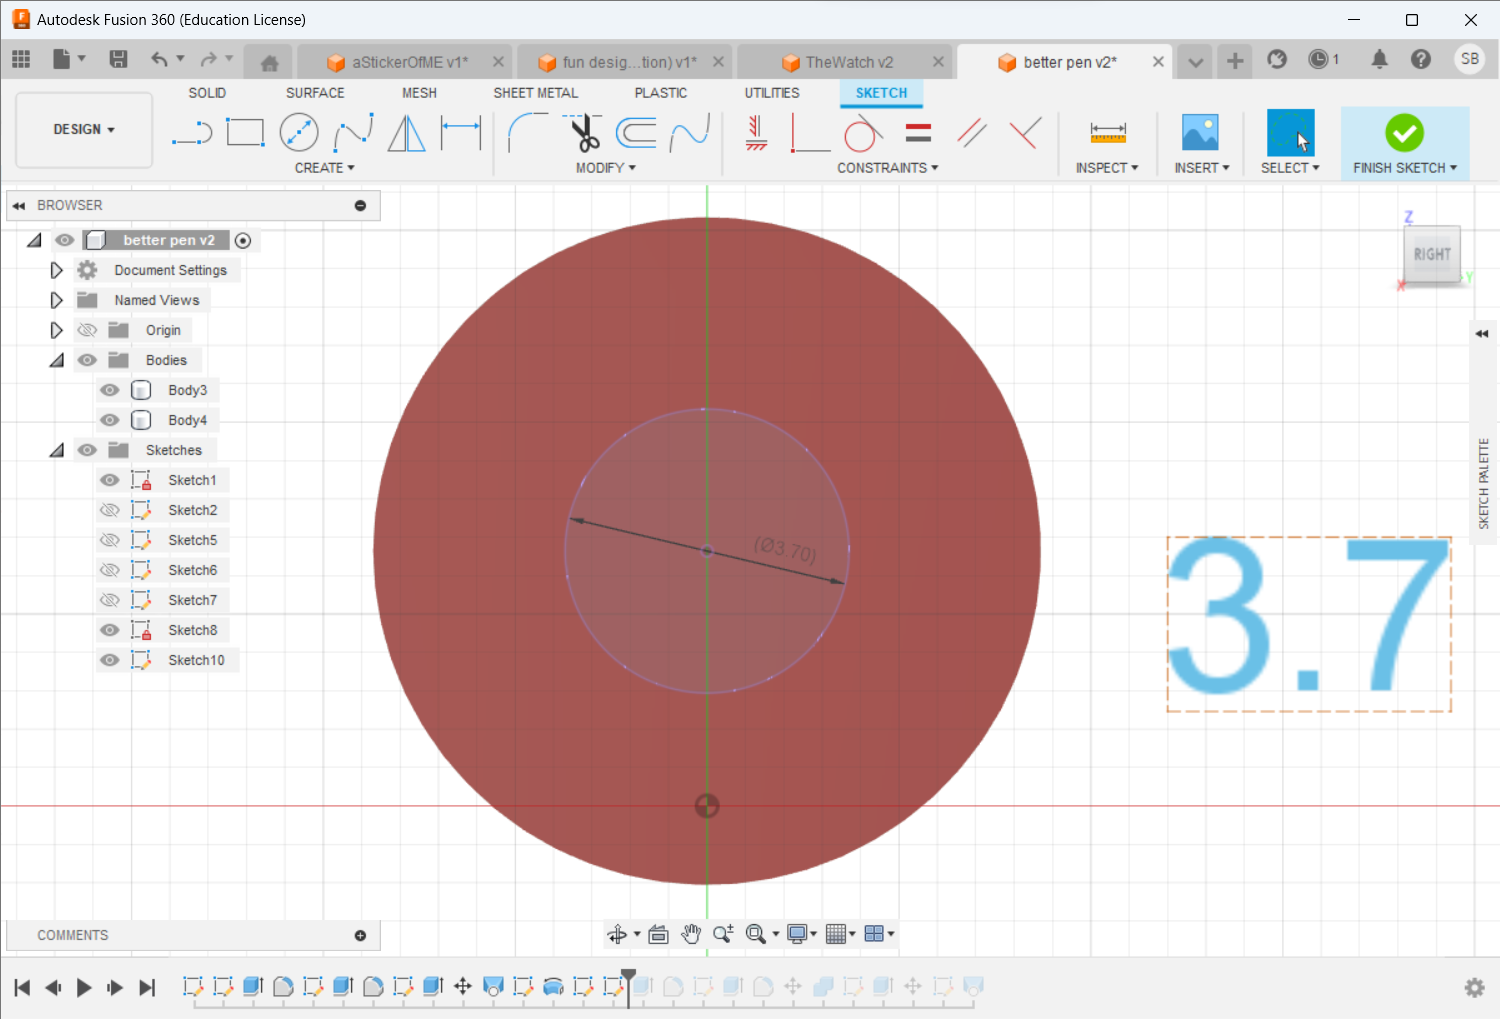 Autodesk Fusion 360 (Education License)
aStickerOfME v1*
fun desig...tion) v1*
TheWatch v2
better pen v2*
1
SB
DESIGN
SOLID
SURFACE
MESH
SHEET METAL
PLASTIC
UTILITIES
SKETCH
CREATE
MODIFY
CONSTRAINTS
INSPECT
INSERT
SELECT
FINISH SKETCH
BROWSER
better pen v2
Document Settings
Named Views
Origin
Bodies
Body3
Body4
Sketches
Sketch1
Sketch2
Sketch5
Sketch6
Sketch7
Sketch8
Sketch10
(Ø3.70)
3.7
Z
RIGHT
X
Y
SKETCH PALETTE
COMMENTS